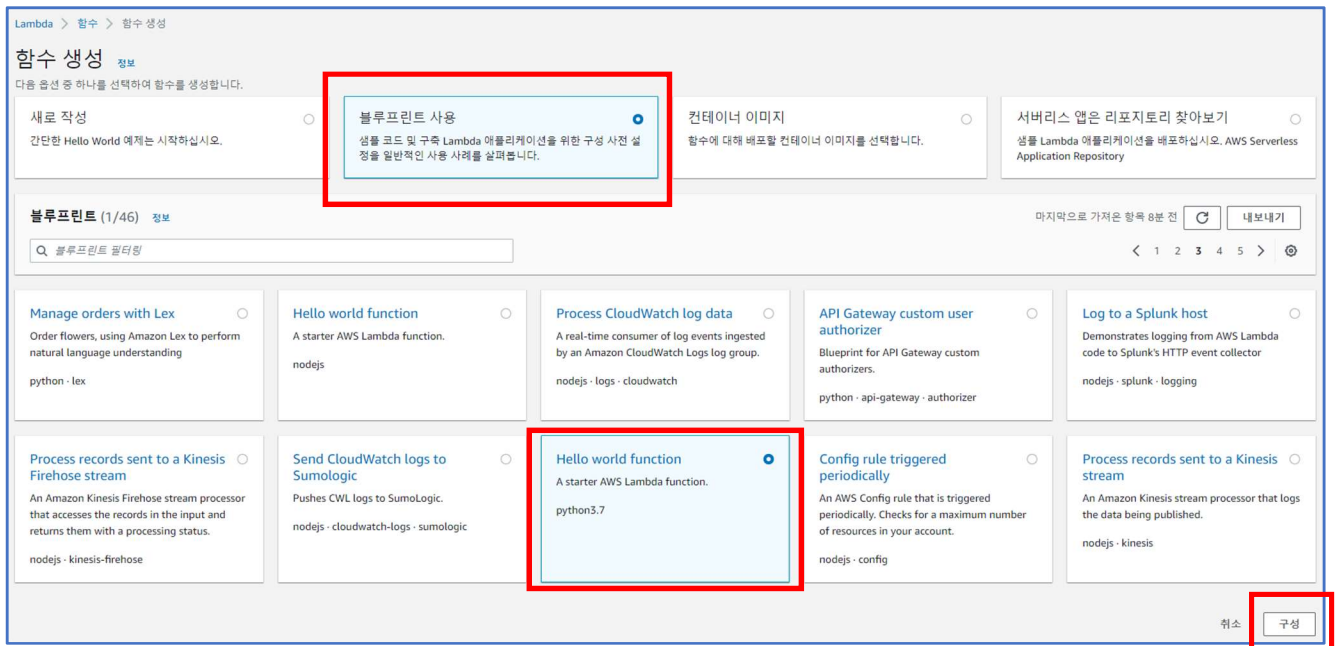 Lambda > 함수 > 함수 생성
함수 생성 정보
다음 옵션 중 하나를 선택하여 함수를 생성합니다.
새로 작성
간단한 Hello World 예제는 시작하십시오.
블루프린트 사용
샘플 코드 및 구축 Lambda 애플리케이션을 위한 구성 사전 설
정을 일반적인 사용 사례를 살펴봅니다.
컨테이너 이미지
함수에 대해 배포할 컨테이너 이미지를 선택합니다.
서버리스 앱은 리포지토리 찾아보기
샘플 Lambda 애플리케이션을 배포하십시오. AWS Serverless
Application Repository
블루프린트 (1/46) 정보
마지막으로 가져온 항목 8분 전
내보내기
블루프린트 필터링
< 1 2 3 4 5 >
Manage orders with Lex
Order flowers, using Amazon Lex to perform
natural language understanding
python · lex
Hello world function
A starter AWS Lambda function.
nodejs
Process CloudWatch log data
A real-time consumer of log events ingested
by an Amazon CloudWatch Logs log group.
nodejs · logs · cloudwatch
API Gateway custom user
authorizer
Blueprint for API Gateway custom
authorizers.
python · api-gateway · authorizer
Log to a Splunk host
Demonstrates logging from AWS Lambda
code to Splunk's HTTP event collector
nodejs · splunk · logging
Process records sent to a Kinesis
Firehose stream
An Amazon Kinesis Firehose stream processor
that accesses the records in the input and
returns them with a processing status.
nodejs · kinesis-firehose
Send CloudWatch logs to
Sumologic
Pushes CWL logs to SumoLogic.
nodejs · cloudwatch-logs · sumologic
Hello world function
A starter AWS Lambda function.
python3.7
Config rule triggered
periodically
An AWS Config rule that is triggered
periodically. Checks for a maximum number
of resources in your account.
nodejs · config
Process records sent to a Kinesis
stream
An Amazon Kinesis stream processor that logs
the data being published.
nodejs · kinesis
취소
구성